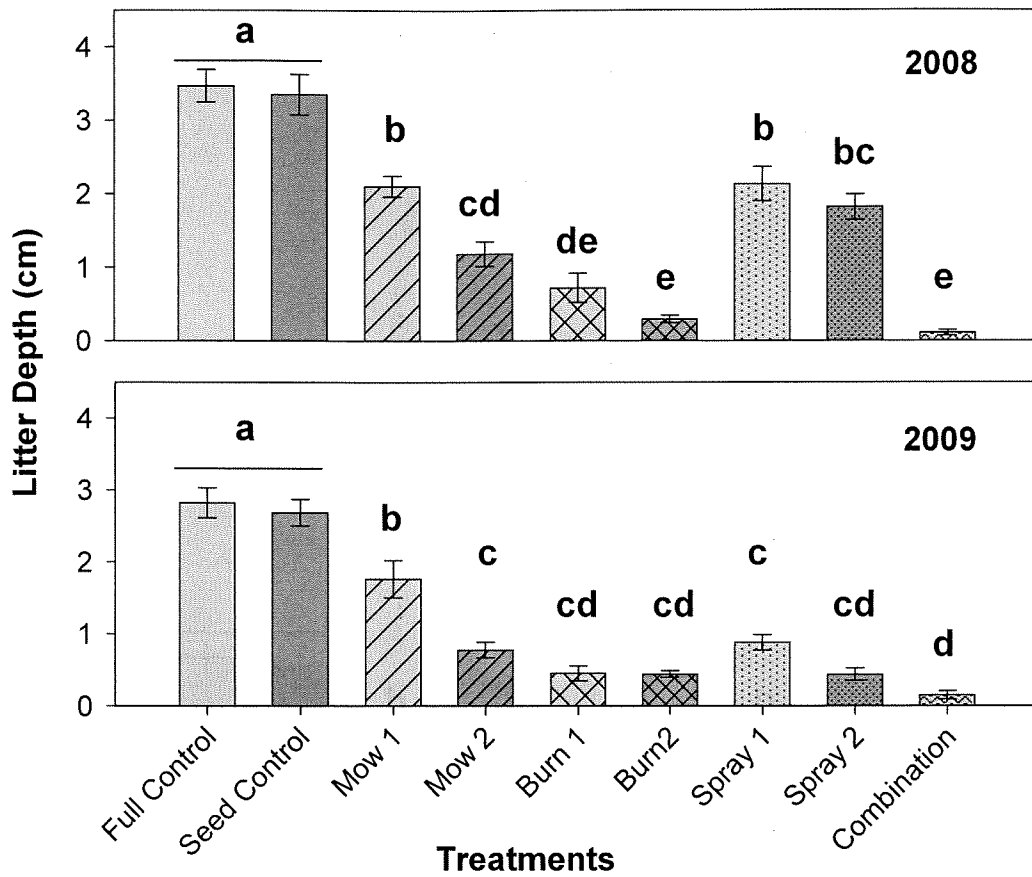 a
2008
4
3
b
b
bc
2
cd
de
1
e
e
0
Litter Depth (cm)
a
2009
4
3
b
c
c
2
cd
cd
cd
1
d
0
Full Control
Seed Control
Mow 1
Mow 2
Burn 1
Burn2
Spray 1
Spray 2
Combination
Treatments